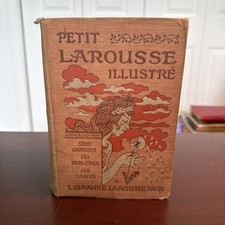 PETIT
LAROUSSE
ILLUSTRÉ
5800 GRAVURES
130 TABLEAUX
120 CARTES
LIBRAIRIE LAROUSSE PARIS